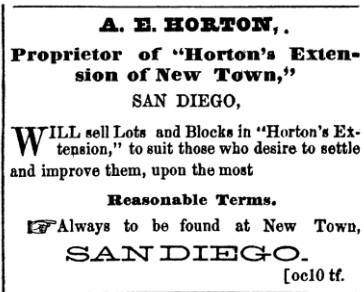 A. E. HORTON,.
Proprietor of "Horton's Exten-
sion of New Town,"
SAN DIEGO,
WILL sell Lots and Blocks in "Horton's Ex-
tension," to suit those who desire to settle
and improve them, upon the most
Reasonable Terms.
☞Always to be found at New Town,
SAN DIEGO.
[oc10 tf.